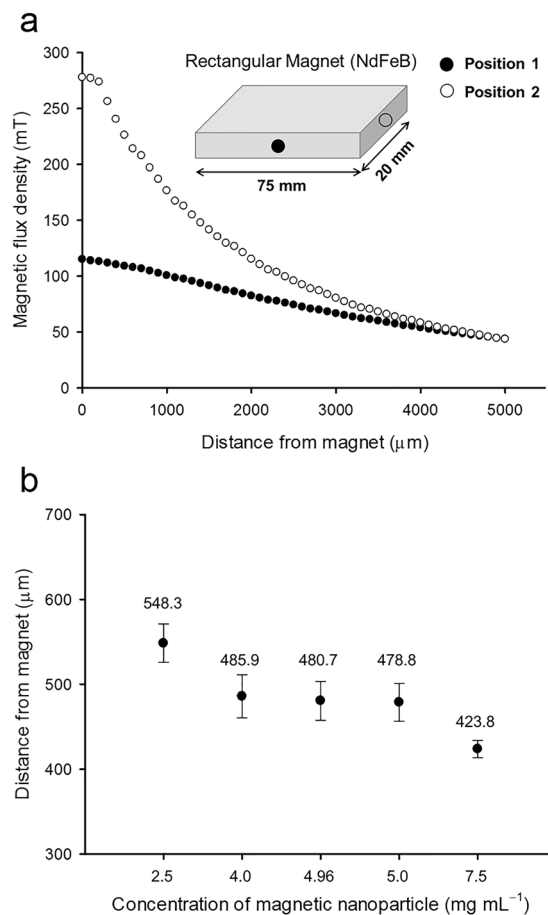 a
Rectangular Magnet (NdFeB)
Position 1
Position 2
75 mm
20 mm
Magnetic flux density (mT)
350
300
250
200
150
100
50
0
0 1000 2000 3000 4000 5000
Distance from magnet (μm)
b
Distance from magnet (μm)
700
600
500
400
300
548.3
485.9
480.7
478.8
423.8
2.5 4.0 4.96 5.0 7.5
Concentration of magnetic nanoparticle (mg mL⁻¹)